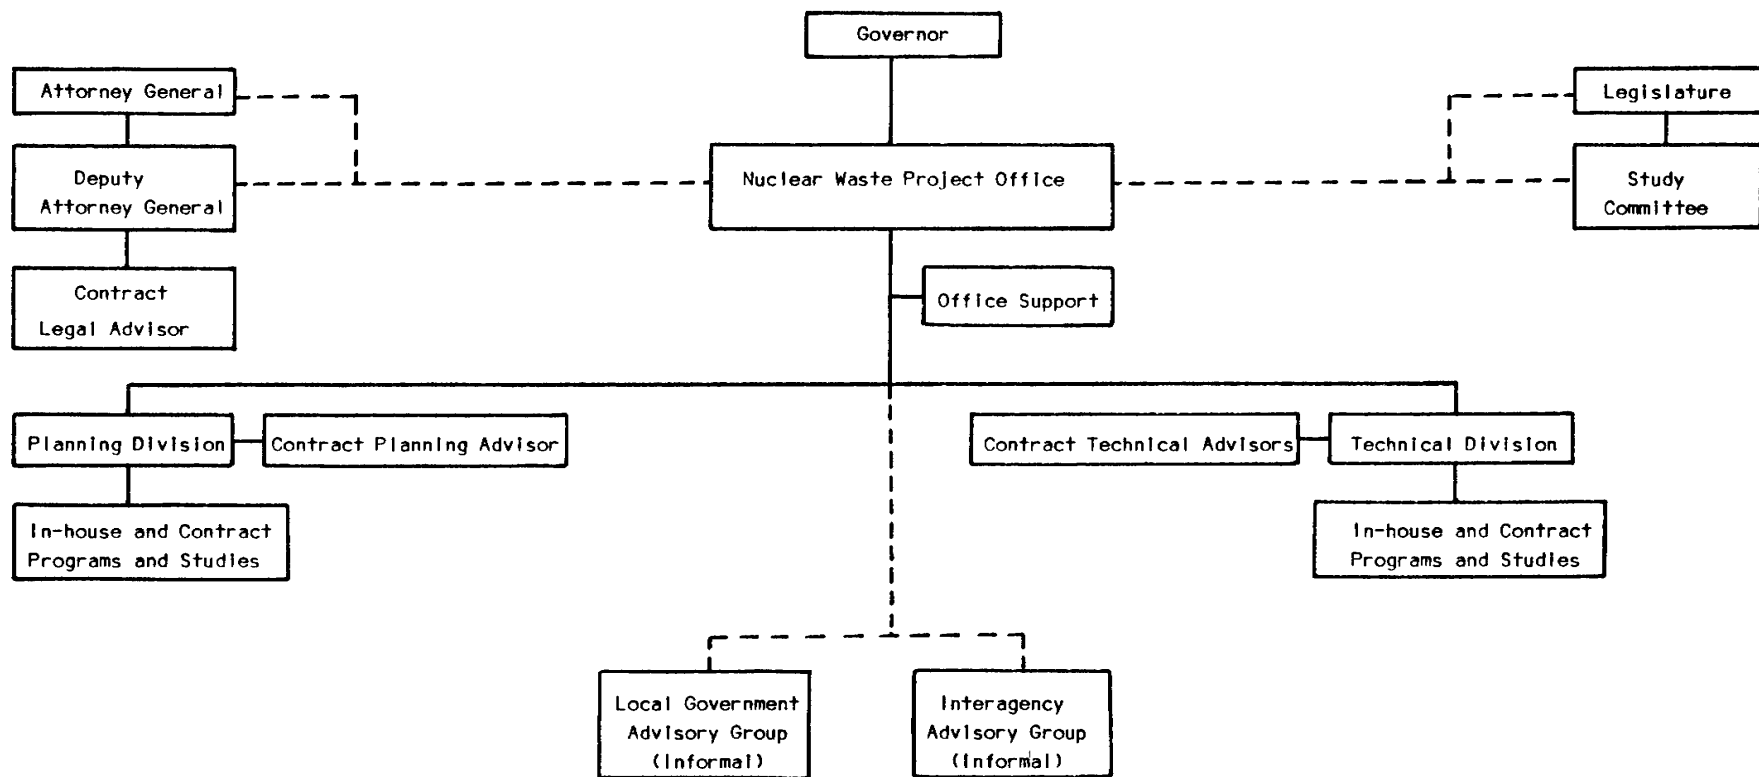 Governor
Attorney General
Legislature
Deputy
Attorney General
Nuclear Waste Project Office
Study
Committee
Contract
Legal Advisor
Office Support
Planning Division
Contract Planning Advisor
Contract Technical Advisors
Technical Division
In-house and Contract
Programs and Studies
In-house and Contract
Programs and Studies
Local Government
Advisory Group
(Informal)
Interagency
Advisory Group
(Informal)